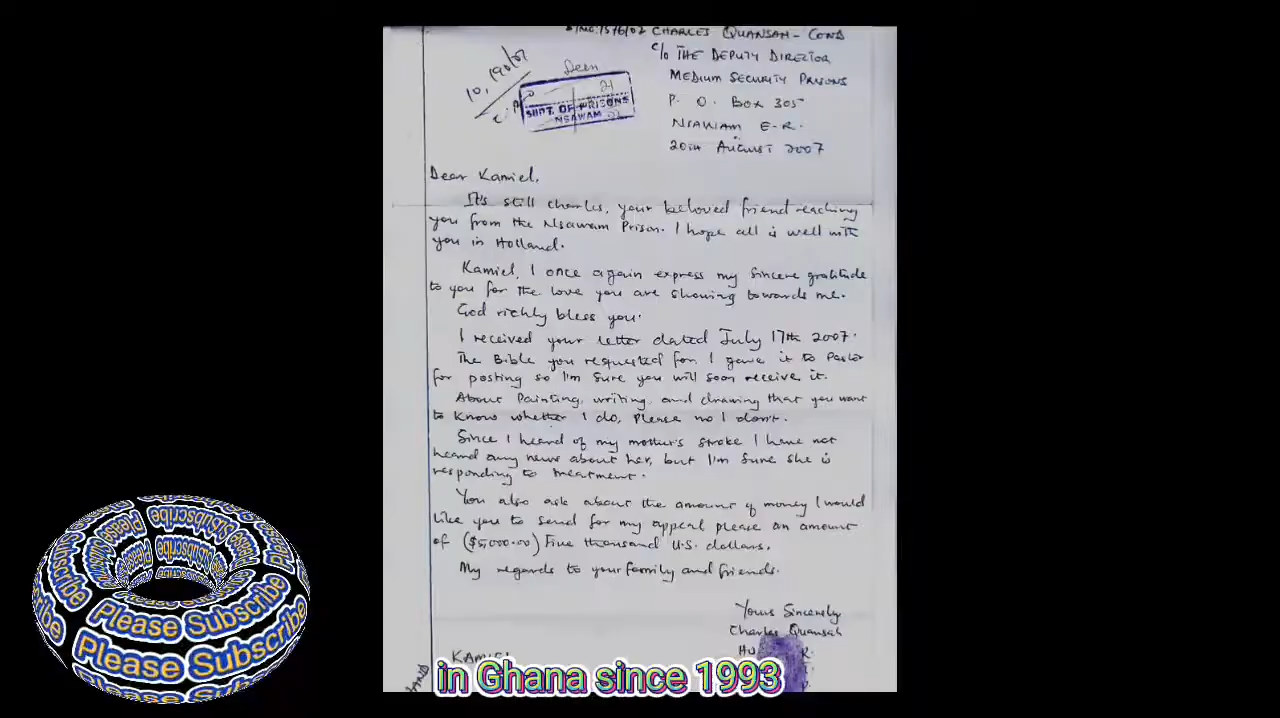 S/NO:1576/02 CHARLES QUANSAH - COND
C/O THE DEPUTY DIRECTOR
MEDIUM SECURITY PRISONS
P. O. BOX 305
NSAWAM E-R.
20TH AUGUST 2007
Seen
SUPT. OF PRISONS
NSAWAM
Dear Kamiel,
It's still Charles, your beloved friend reaching
you from the Nsawam Prison. I hope all is well with
you in Holland.
Kamiel, I once again express my sincere gratitude
to you for the love you are showing towards me.
God richly bless you.
I received your letter dated July 17th 2007.
The Bible you requested for I gave it to Pastor
for posting so I'm sure you will soon receive it.
About Painting, writing, and drawing that you want
to know whether I do, please no I don't.
Since I heard of my mother's stroke I have not
heard any news about her, but I'm sure she is
responding to treatment.
You also ask about the amount of money I would
like you to send for my appeal please an amount
of ($5,000.00) Five thousand U.S. dollars.
My regards to your family and friends.
Yours Sincerely
Charles Quansah
KAMIEL
in Ghana since 1993
Please Subscribe
Please Subscribe